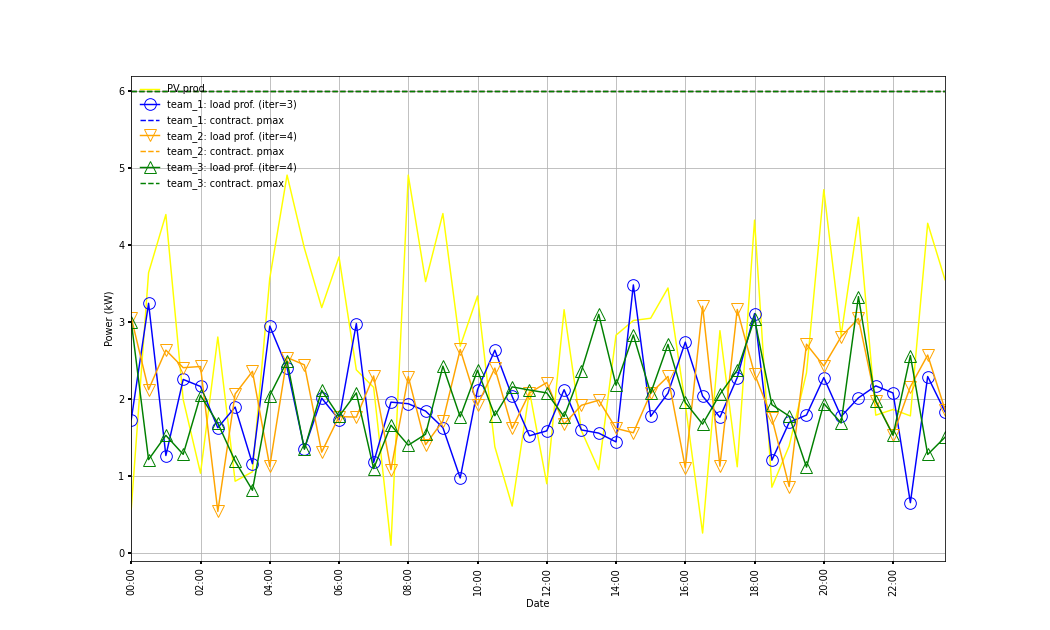 PV prod.
team_1: load prof. (iter=3)
team_1: contract. pmax
team_2: load prof. (iter=4)
team_2: contract. pmax
team_3: load prof. (iter=4)
team_3: contract. pmax
Power (kW)
6
5
4
3
2
1
0
00:00
02:00
04:00
06:00
08:00
10:00
12:00
14:00
16:00
18:00
20:00
22:00
Date